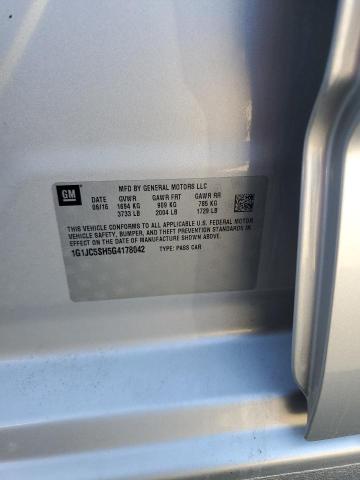 GM
MFD BY GENERAL MOTORS LLC
DATE GVWR GAWR FRT GAWR RR
06/16 1694 KG 909 KG 785 KG
3733 LB 2004 LB 1729 LB
THIS VEHICLE CONFORMS TO ALL APPLICABLE U.S. FEDERAL MOTOR
VEHICLE SAFETY, BUMPER, AND THEFT PREVENTION STANDARDS IN
EFFECT ON THE DATE OF MANUFACTURE SHOWN ABOVE.
1G1JC5SH5G4178042 TYPE: PASS CAR